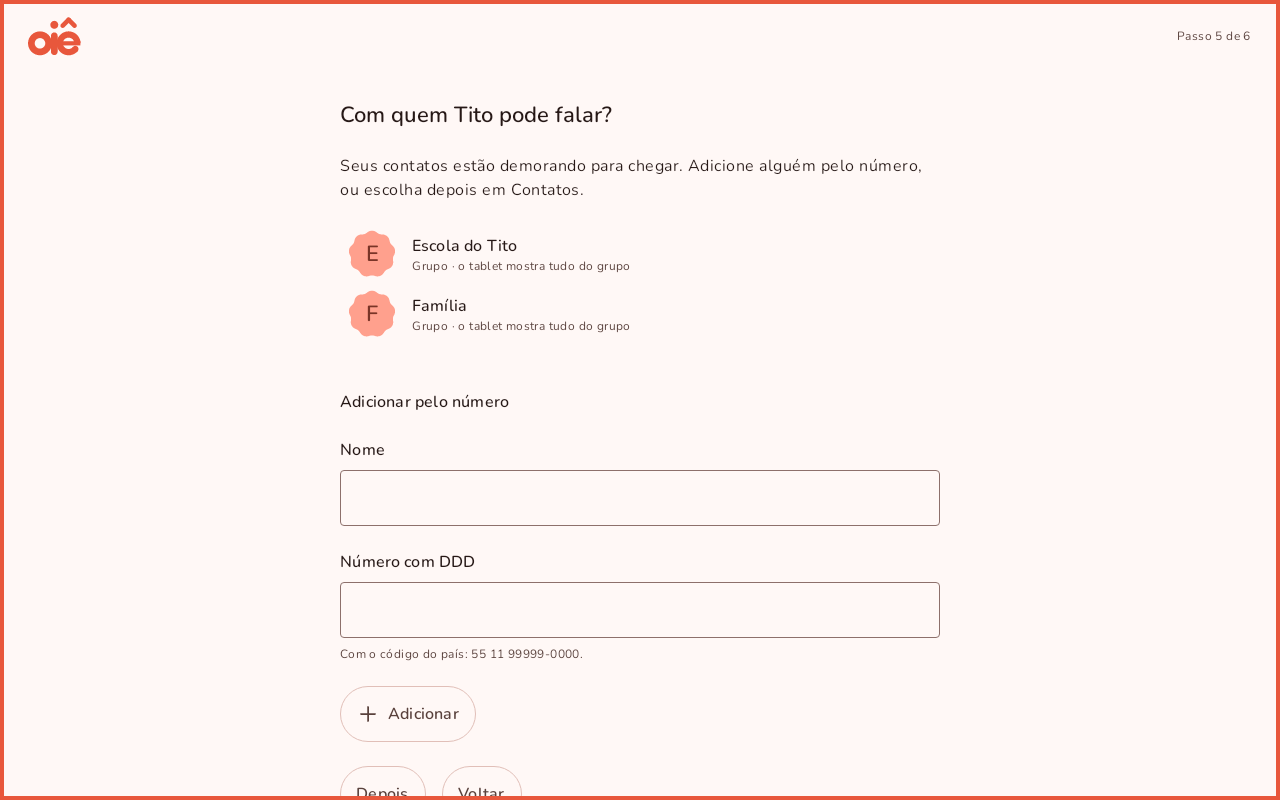 oiê
Passo 5 de 6
Com quem Tito pode falar?
Seus contatos estão demorando para chegar. Adicione alguém pelo número,
ou escolha depois em Contatos.
E
Escola do Tito
Grupo · o tablet mostra tudo do grupo
F
Família
Grupo · o tablet mostra tudo do grupo
Adicionar pelo número
Nome
Número com DDD
Com o código do país: 55 11 99999-0000.
Adicionar
Depois
Voltar